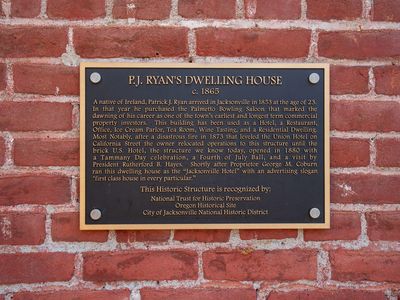 P.J. RYAN'S DWELLING HOUSE
c. 1865
A native of Ireland, Patrick J. Ryan arrived in Jacksonville in 1853 at the age of 23.
In that year he purchased the Palmetto Bowling Saloon that marked the
dawning of his career as one of the town's earliest and longest term commercial
property investors. This building has been used as a Hotel, a Restaurant,
Office, Ice Cream Parlor, Tea Room, Wine Tasting, and a Residential Dwelling.
Most Notably, after a disastrous fire in 1873 that leveled the Union Hotel on
California Street the owner relocated operations to this structure until the
brick U.S. Hotel, the structure we know today, opened in 1880 with
a Tammany Day celebration, a Fourth of July Ball, and a visit by
President Rutherford B. Hayes. Shortly after Proprietor George M. Coburn
ran this dwelling house as the "Jacksonville Hotel" with an advertising slogan
"first class house in every particular."
This Historic Structure is recognized by:
National Trust for Historic Preservation
Oregon Historical Site
City of Jacksonville National Historic District